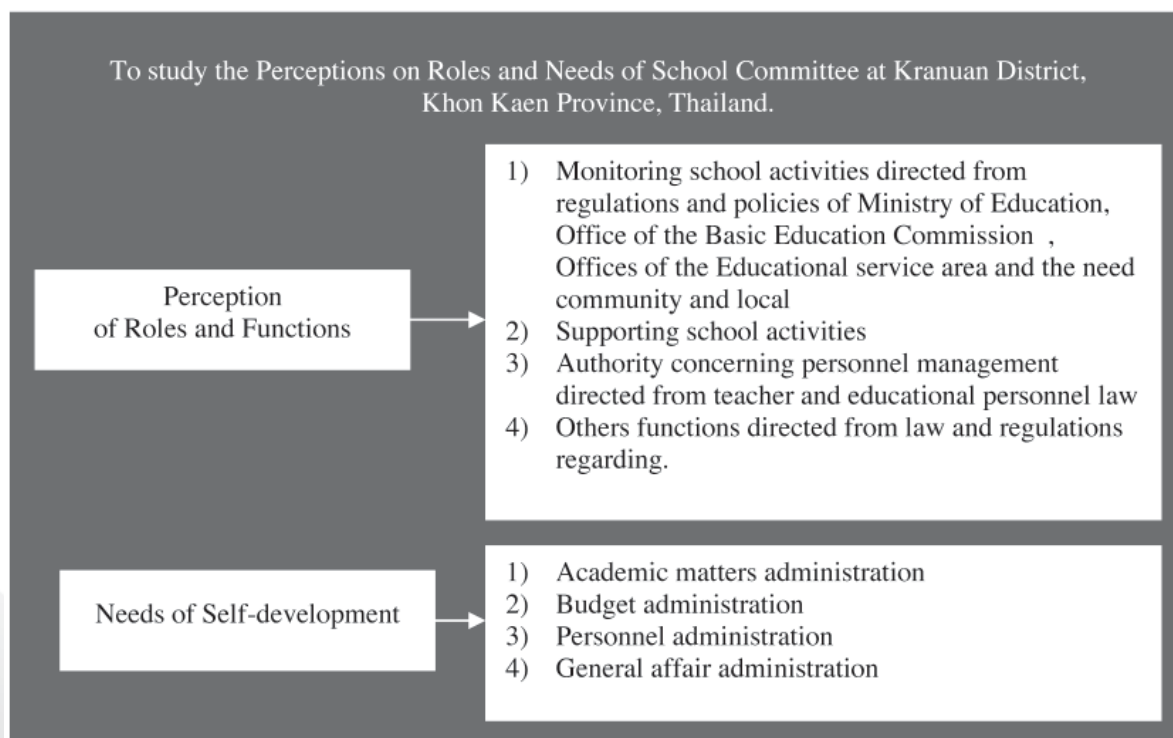 To study the Perceptions on Roles and Needs of School Committee at Kranuan District,
Khon Kaen Province, Thailand.
Perception
of Roles and Functions
1) Monitoring school activities directed from
regulations and policies of Ministry of Education,
Office of the Basic Education Commission ,
Offices of the Educational service area and the need
community and local
2) Supporting school activities
3) Authority concerning personnel management
directed from teacher and educational personnel law
4) Others functions directed from law and regulations
regarding.
Needs of Self-development
1) Academic matters administration
2) Budget administration
3) Personnel administration
4) General affair administration